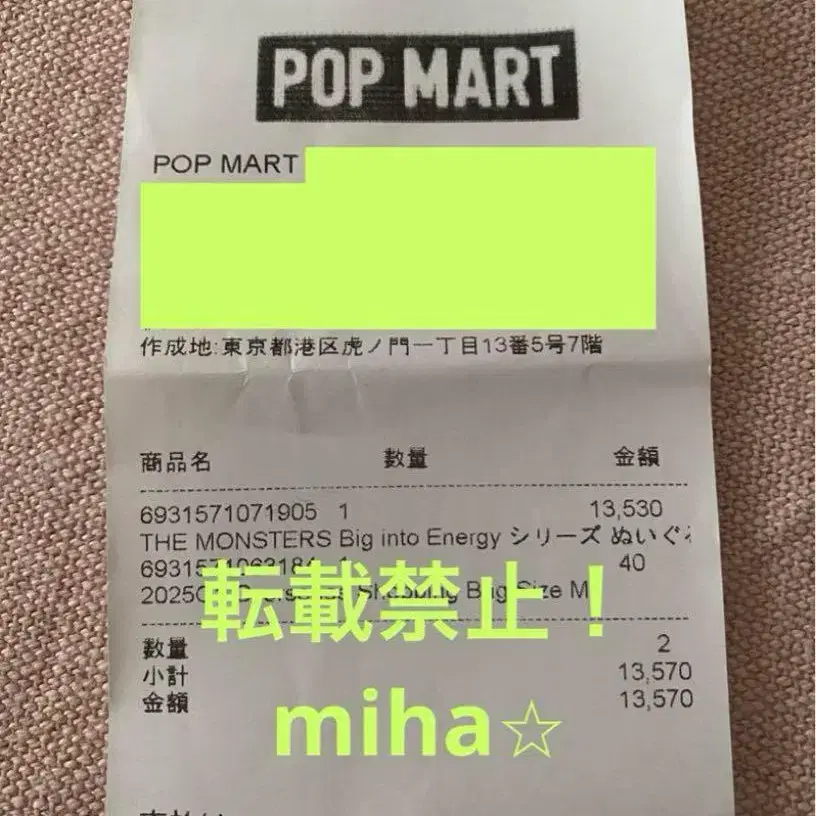 POP MART
POP MART
作成地:東京都港区虎ノ門一丁目13番5号7階
商品名 数量 金額
6931571071905 1 13,530
THE MONSTERS Big into Energy シリーズ ぬいぐ
40
転載禁止!
Shopping Bag Size M
数量 2
小計 13,570
金額 13,570
miha☆